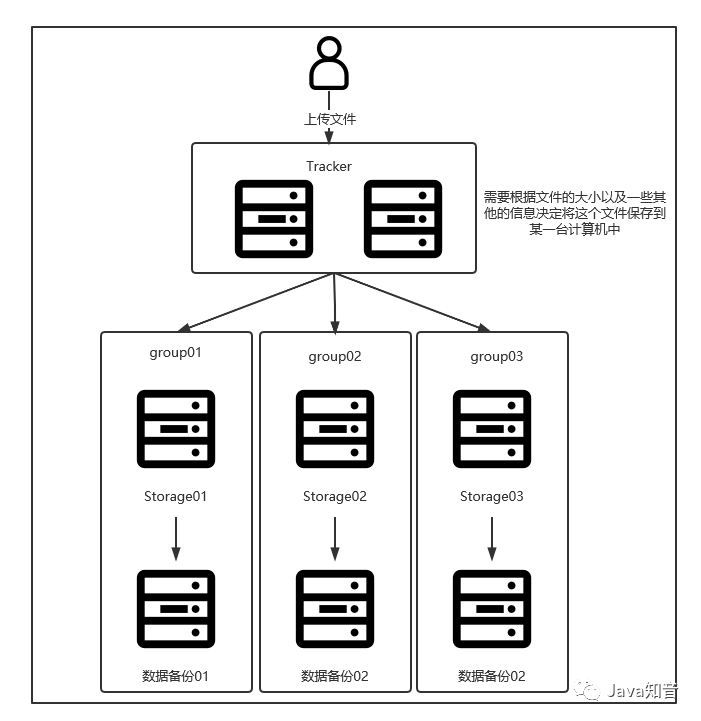 上传文件
Tracker
需要根据文件的大小以及一些其
他的信息决定将这个文件保存到
某一台计算机中
group01
group02
group03
Storage01
Storage02
Storage03
数据备份01
数据备份02
数据备份02
Java知音